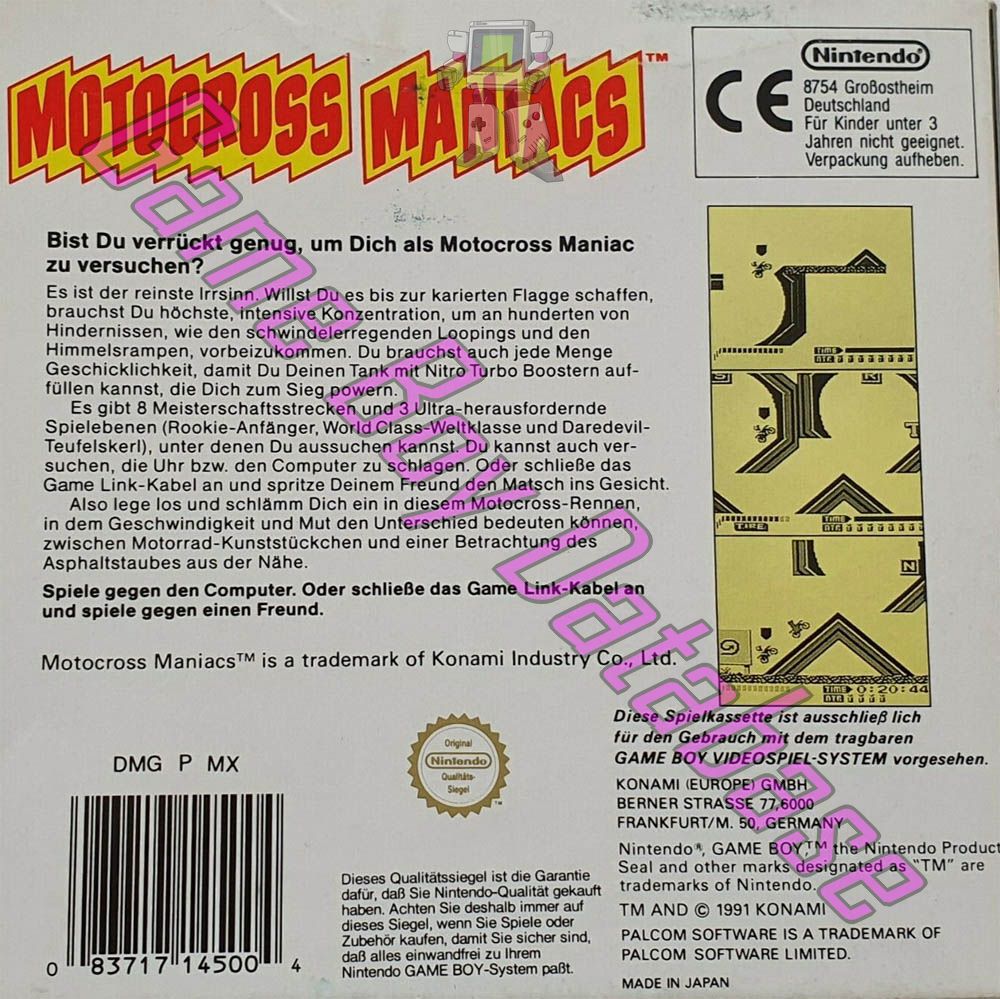 MOTOCROSS MANIACS™
Nintendo®
CE
8754 Großostheim
Deutschland
Für Kinder unter 3
Jahren nicht geeignet.
Verpackung aufheben.
Bist Du verrückt genug, um Dich als Motocross Maniac
zu versuchen?
Es ist der reinste Irrsinn. Willst Du es bis zur karierten Flagge schaffen,
brauchst Du höchste, intensive Konzentration, um an hunderten von
Hindernissen, wie den schwindelerregenden Loopings und den
Himmelsrampen, vorbeizukommen. Du brauchst auch jede Menge
Geschicklichkeit, damit Du Deinen Tank mit Nitro Turbo Boostern auf-
füllen kannst, die Dich zum Sieg powern.
Es gibt 8 Meisterschaftsstrecken und 3 Ultra-herausfordernde
Spielebenen (Rookie-Anfänger, World Class-Weltklasse und Daredevil-
Teufelskerl), unter denen Du aussuchen kannst. Du kannst auch ver-
suchen, die Uhr bzw. den Computer zu schlagen. Oder schließe das
Game Link-Kabel an und spritze Deinem Freund den Matsch ins Gesicht.
Also lege los und schlämm Dich ein in diesem Motocross-Rennen,
in dem Geschwindigkeit und Mut den Unterschied bedeuten können,
zwischen Motorrad-Kunststückchen und einer Betrachtung des
Asphaltstaubes aus der Nähe.
Spiele gegen den Computer. Oder schließe das Game Link-Kabel an
und spiele gegen einen Freund.
Motocross Maniacs™ is a trademark of Konami Industry Co., Ltd.
TIME
TIME
TIME 0:20:44
N
Diese Spielkassette ist ausschließ lich
für den Gebrauch mit dem tragbaren
GAME BOY VIDEOSPIEL-SYSTEM vorgesehen.
KONAMI (EUROPE) GMBH
BERNER STRASSE 77,6000
FRANKFURT/M. 50, GERMANY
Nintendo®, GAME BOY,™ the Nintendo Product
Seal and other marks designated as “TM” are
trademarks of Nintendo.
TM AND © 1991 KONAMI
PALCOM SOFTWARE IS A TRADEMARK OF
PALCOM SOFTWARE LIMITED.
MADE IN JAPAN
DMG P MX
0 83717 14500 4
Original
Nintendo
Qualitäts-
Siegel
™
Dieses Qualitätssiegel ist die Garantie
dafür, daß Sie Nintendo-Qualität gekauft
haben. Achten Sie deshalb immer auf
dieses Siegel, wenn Sie Spiele oder
Zubehör kaufen, damit Sie sicher sind,
daß alles einwandfrei zu Ihrem
Nintendo GAME BOY-System paßt.
Game Boy Database